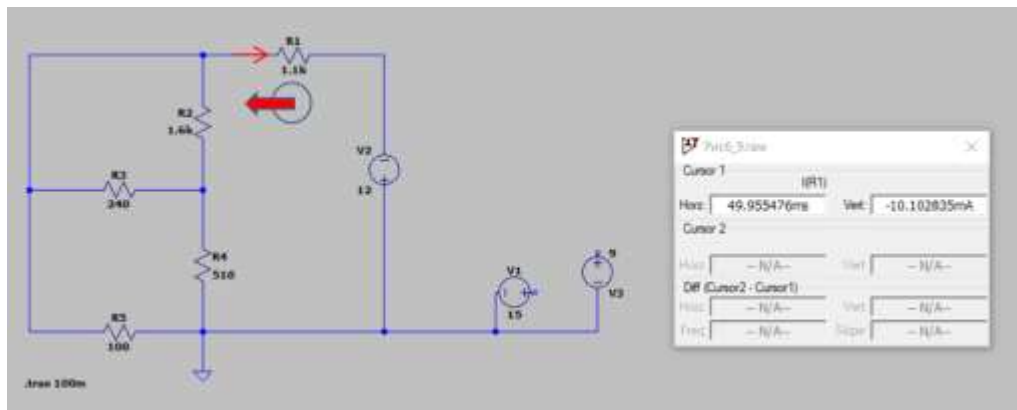 R1
1.1k
R2
1.6k
V2
12
R3
240
R4
510
V1
15
9
V3
R5
100
.tran 100m
Cursor 1
I(R1)
Horz: 49.955476ms Vert: -10.102835mA
Cursor 2
Horz: -- N/A-- Vert: -- N/A--
Diff (Cursor2 - Cursor1)
Horz: -- N/A-- Vert: -- N/A--
Freq: -- N/A-- Slope: -- N/A--